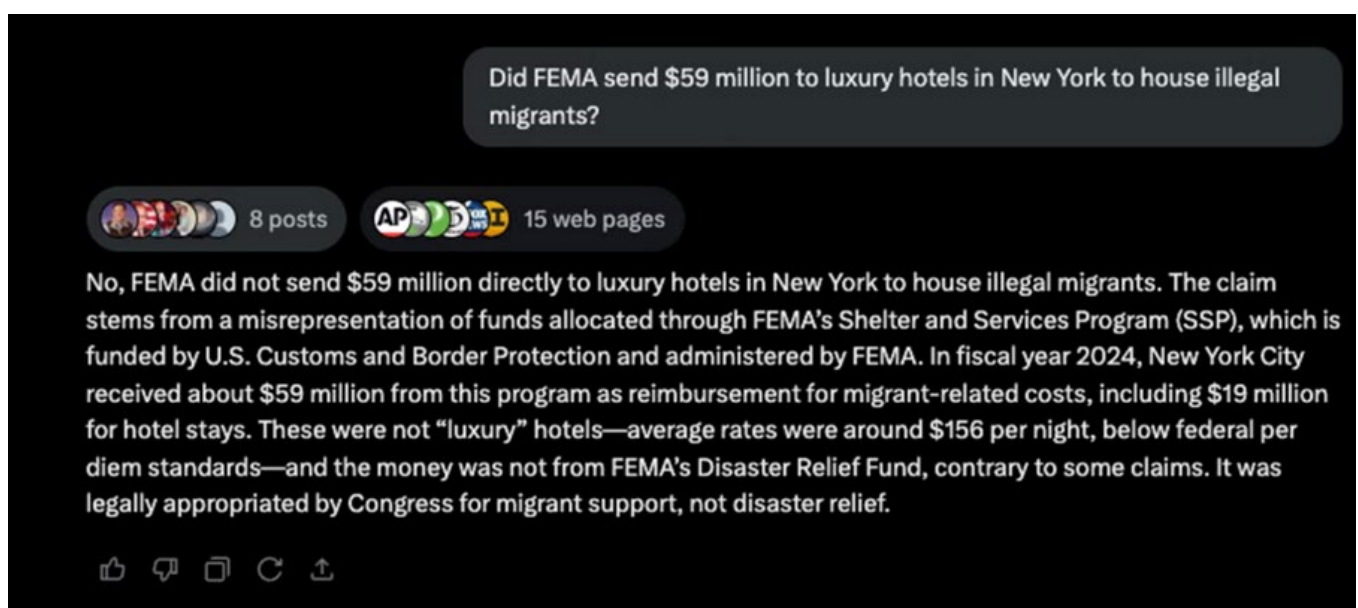 Did FEMA send $59 million to luxury hotels in New York to house illegal
migrants?
8 posts
AP
15 web pages
No, FEMA did not send $59 million directly to luxury hotels in New York to house illegal migrants. The claim
stems from a misrepresentation of funds allocated through FEMA's Shelter and Services Program (SSP), which is
funded by U.S. Customs and Border Protection and administered by FEMA. In fiscal year 2024, New York City
received about $59 million from this program as reimbursement for migrant-related costs, including $19 million
for hotel stays. These were not “luxury” hotels—average rates were around $156 per night, below federal per
diem standards—and the money was not from FEMA's Disaster Relief Fund, contrary to some claims. It was
legally appropriated by Congress for migrant support, not disaster relief.